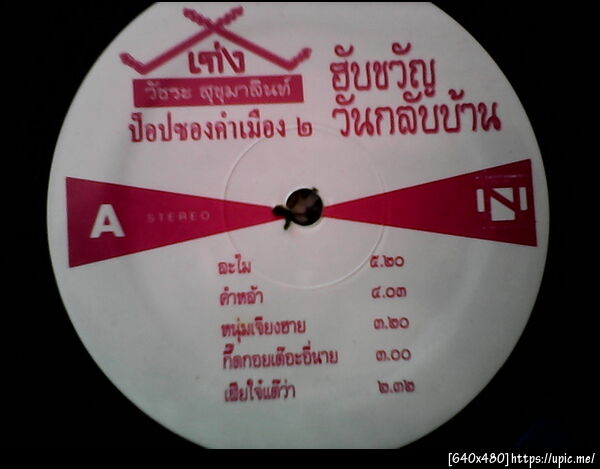 เท่ง
วัธระ สุขุมาลินท์
ป๊อปซองคำเมือง ๒
ฮับขวัญ
วันกลับบ้าน
A STEREO
ละไม ๕.๒๐
คำหล้า ๔.๐๓
หนุ่มเจียงฮาย ๓.๒๐
กึ๊ดกอยเต๊อะอี่นาย ๓.๐๐
เสียใจ๋แต๊ว่า ๒.๓๒
[640x480]https://upic.me/